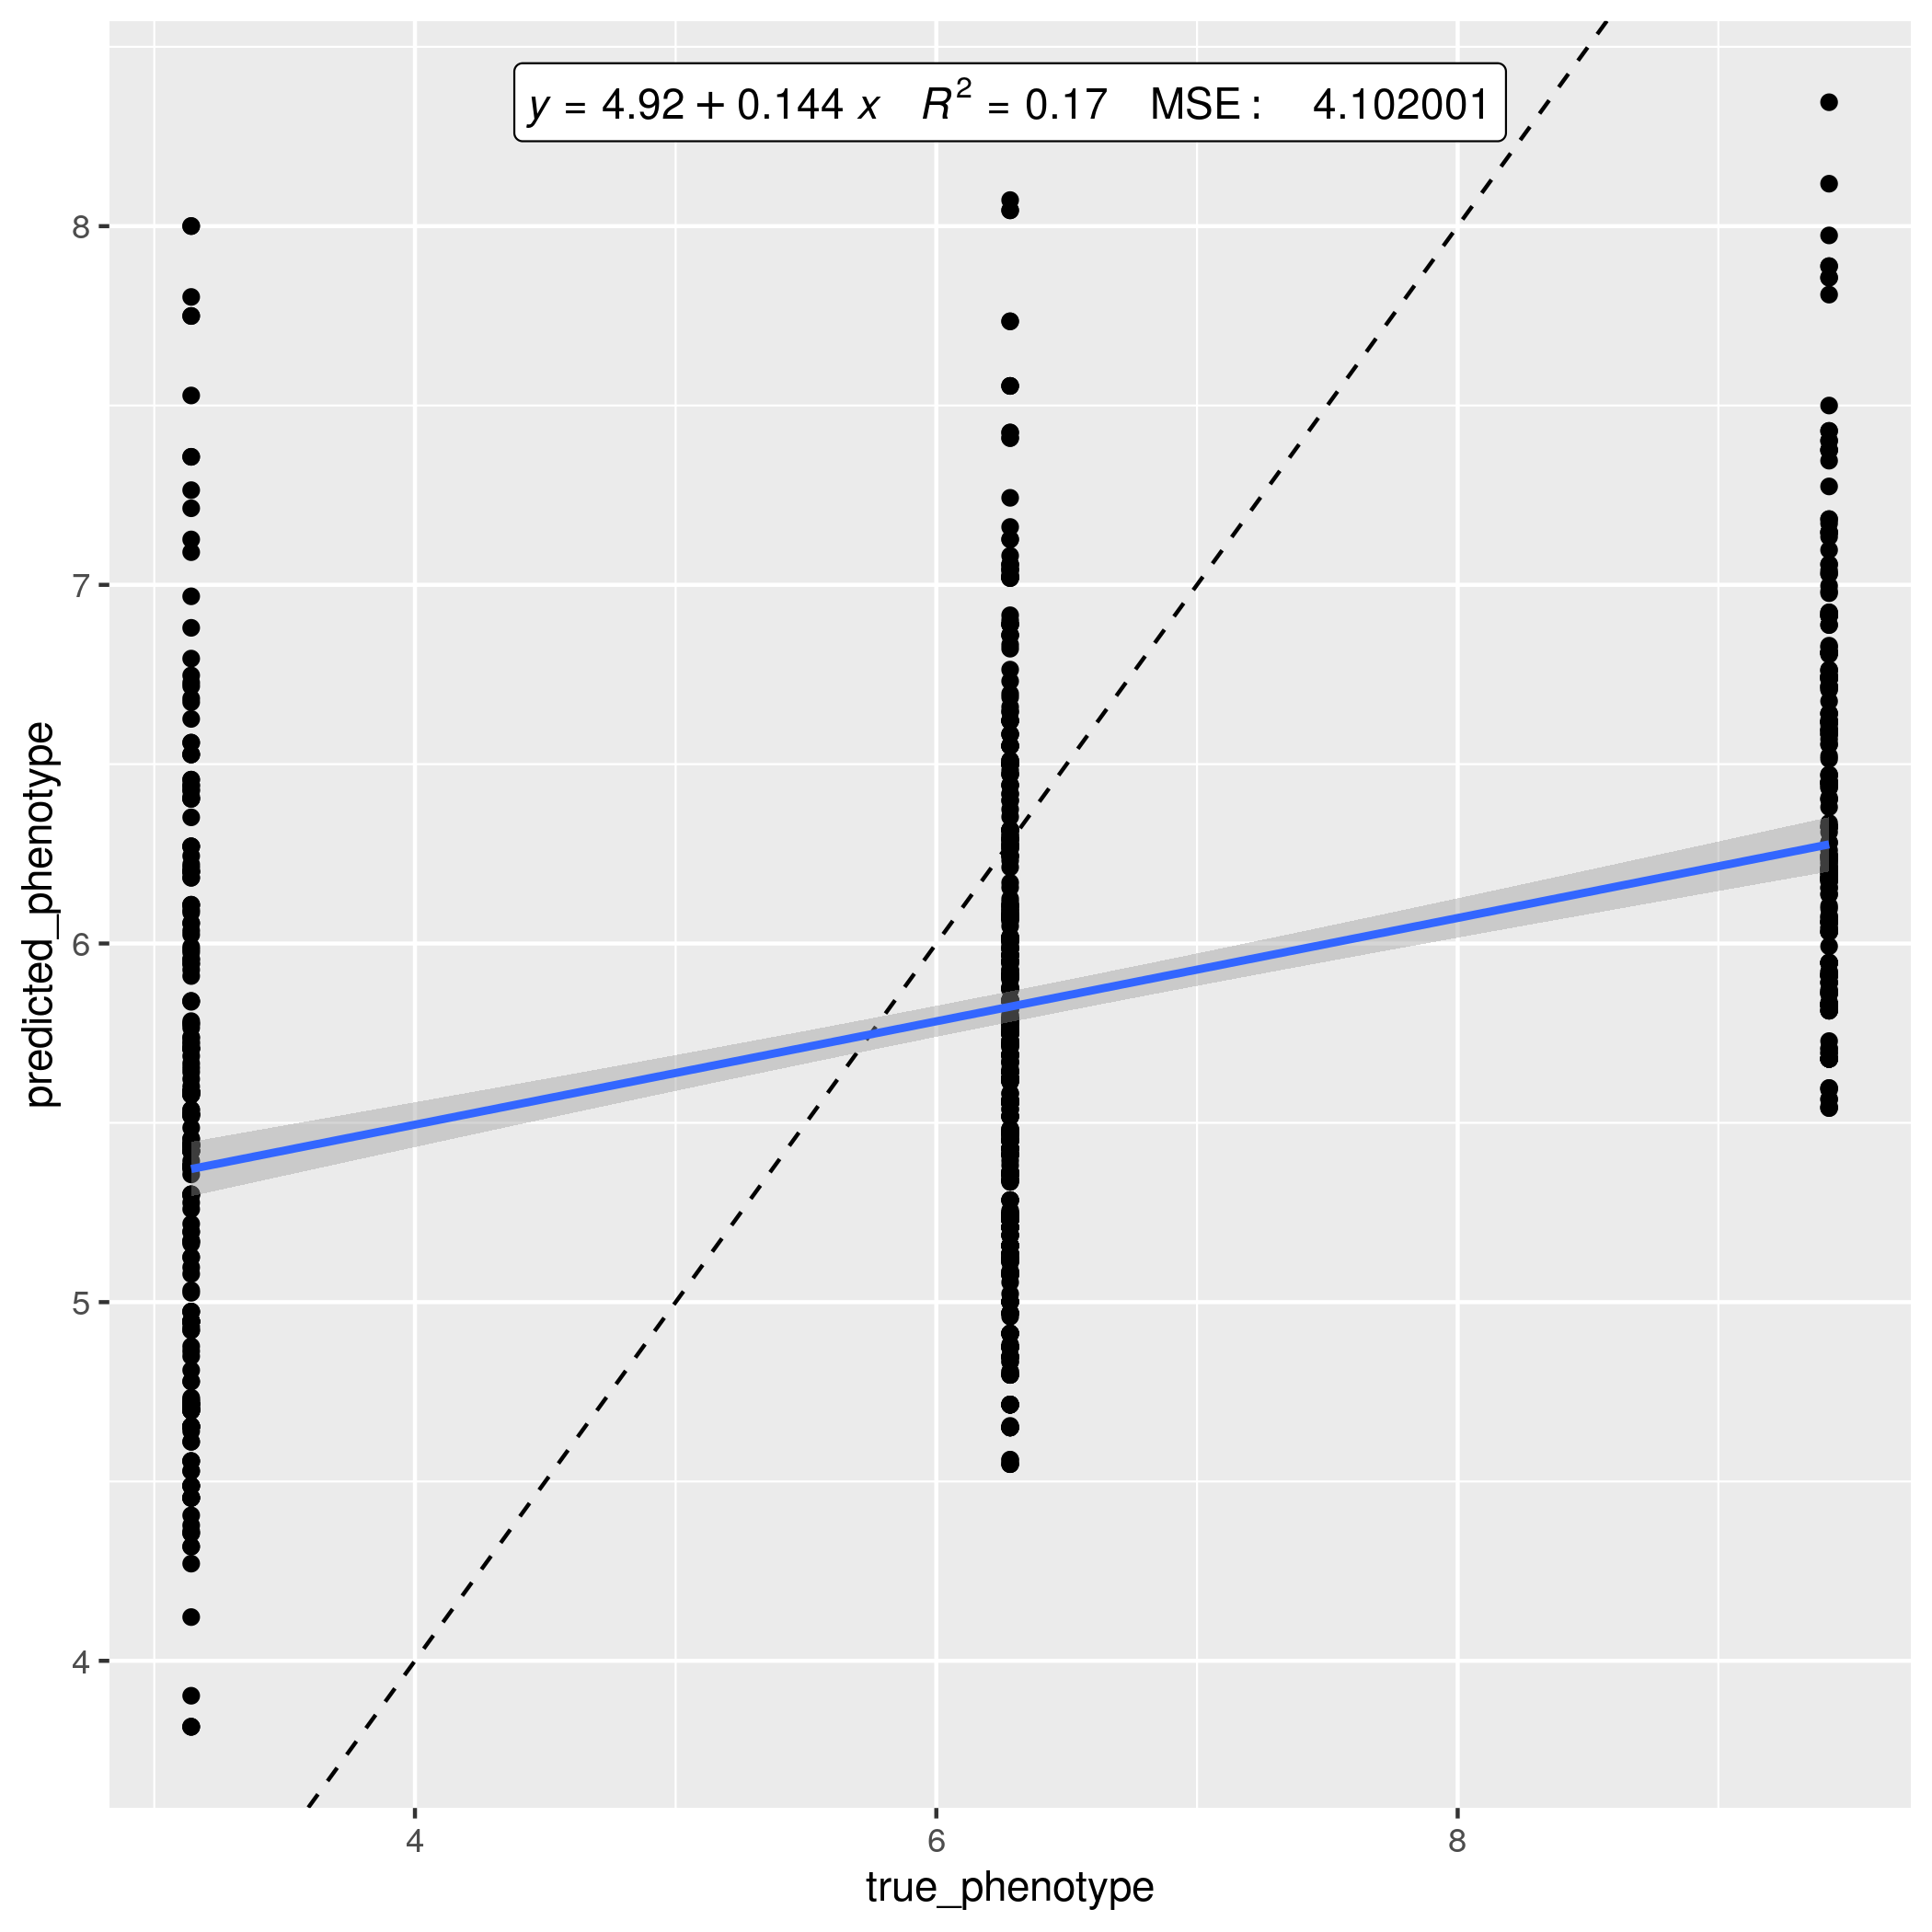 y = 4.92 + 0.144 x R² = 0.17 MSE : 4.102001
8
7
6
5
4
predicted_phenotype
4 6 8
true_phenotype